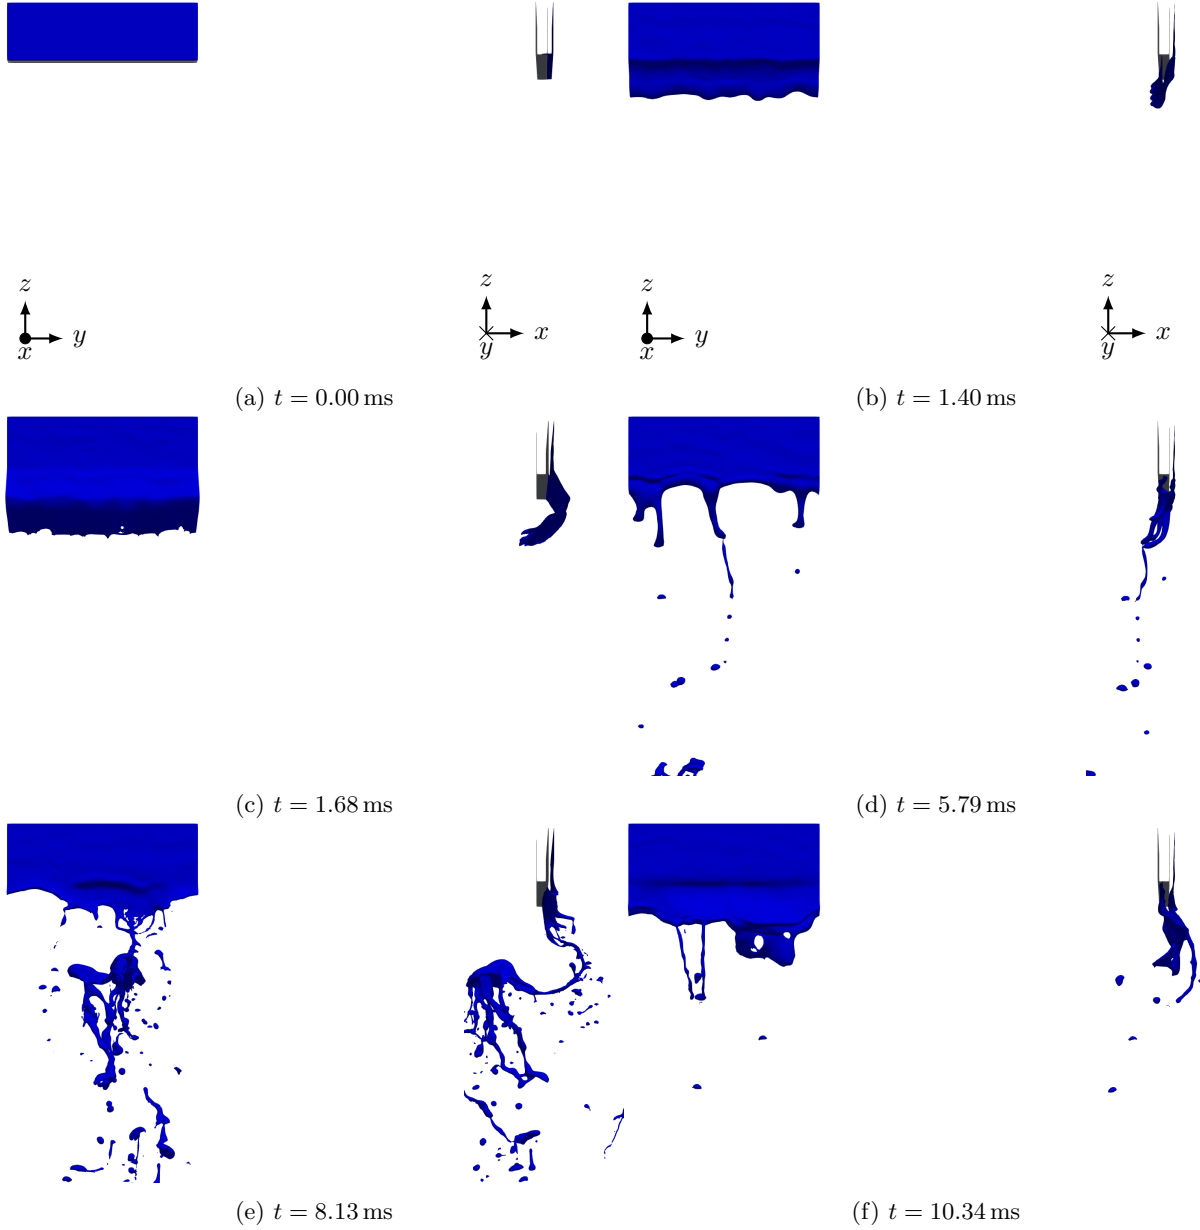 z
x
y
z
y
x
z
x
y
z
y
x
(a) t = 0.00 ms
(b) t = 1.40 ms
(c) t = 1.68 ms
(d) t = 5.79 ms
(e) t = 8.13 ms
(f) t = 10.34 ms